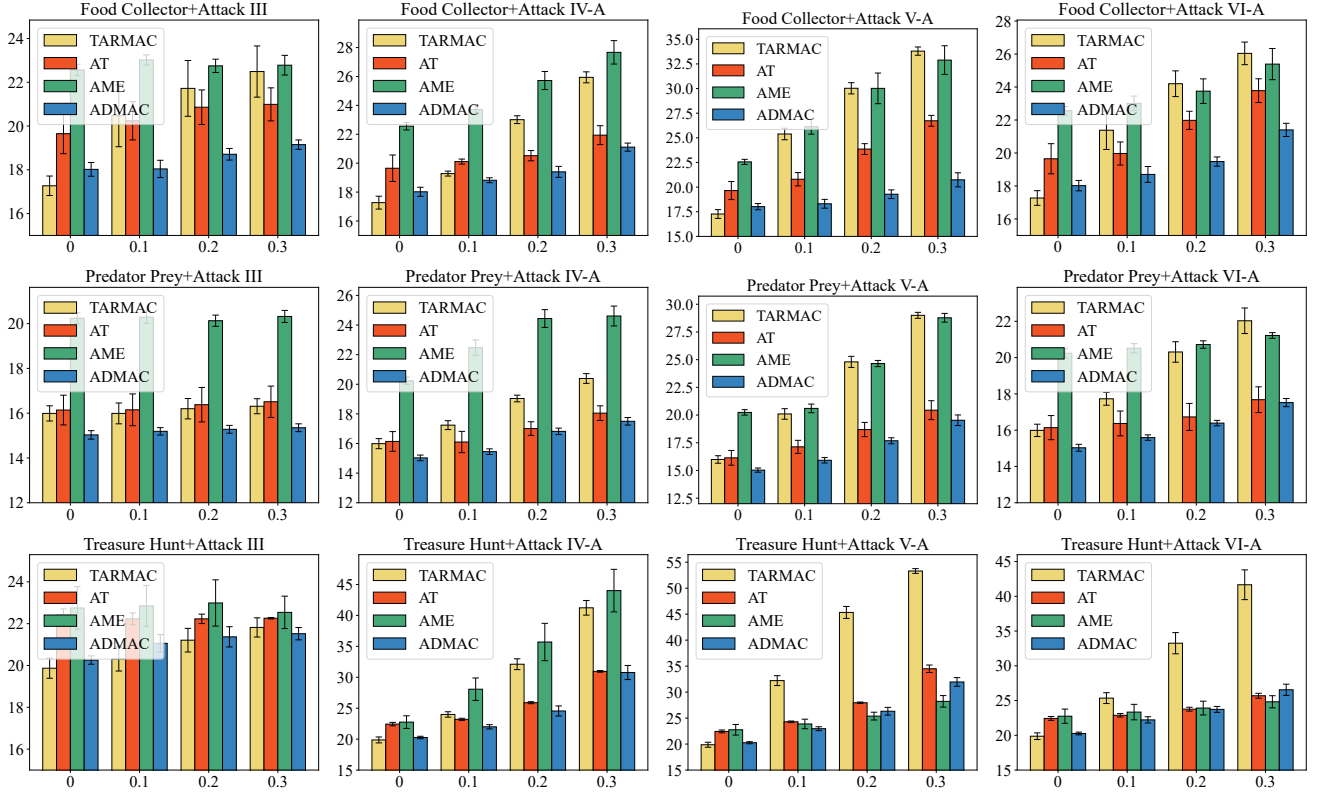 Food Collector+Attack III
24
22
20
18
16
TARMAC
AT
AME
ADMAC
0 0.1 0.2 0.3
Food Collector+Attack IV-A
28
26
24
22
20
18
16
TARMAC
AT
AME
ADMAC
0 0.1 0.2 0.3
Food Collector+Attack V-A
35.0
32.5
30.0
27.5
25.0
22.5
20.0
17.5
15.0
TARMAC
AT
AME
ADMAC
0 0.1 0.2 0.3
Food Collector+Attack VI-A
28
26
24
22
20
18
16
TARMAC
AT
AME
ADMAC
0 0.1 0.2 0.3
Predator Prey+Attack III
20
18
16
14
12
TARMAC
AT
AME
ADMAC
0 0.1 0.2 0.3
Predator Prey+Attack IV-A
26
24
22
20
18
16
14
12
TARMAC
AT
AME
ADMAC
0 0.1 0.2 0.3
Predator Prey+Attack V-A
30.0
27.5
25.0
22.5
20.0
17.5
15.0
12.5
TARMAC
AT
AME
ADMAC
0 0.1 0.2 0.3
Predator Prey+Attack VI-A
22
20
18
16
14
12
TARMAC
AT
AME
ADMAC
0 0.1 0.2 0.3
Treasure Hunt+Attack III
24
22
20
18
16
TARMAC
AT
AME
ADMAC
0 0.1 0.2 0.3
Treasure Hunt+Attack IV-A
45
40
35
30
25
20
15
TARMAC
AT
AME
ADMAC
0 0.1 0.2 0.3
Treasure Hunt+Attack V-A
55
50
45
40
35
30
25
20
15
TARMAC
AT
AME
ADMAC
0 0.1 0.2 0.3
Treasure Hunt+Attack VI-A
45
40
35
30
25
20
15
TARMAC
AT
AME
ADMAC
0 0.1 0.2 0.3